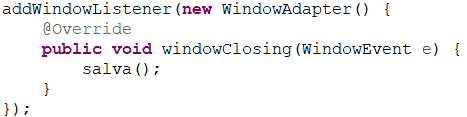 addWindowListener(new WindowAdapter() {
    @Override
    public void windowClosing(WindowEvent e) {
        salva();
    }
});